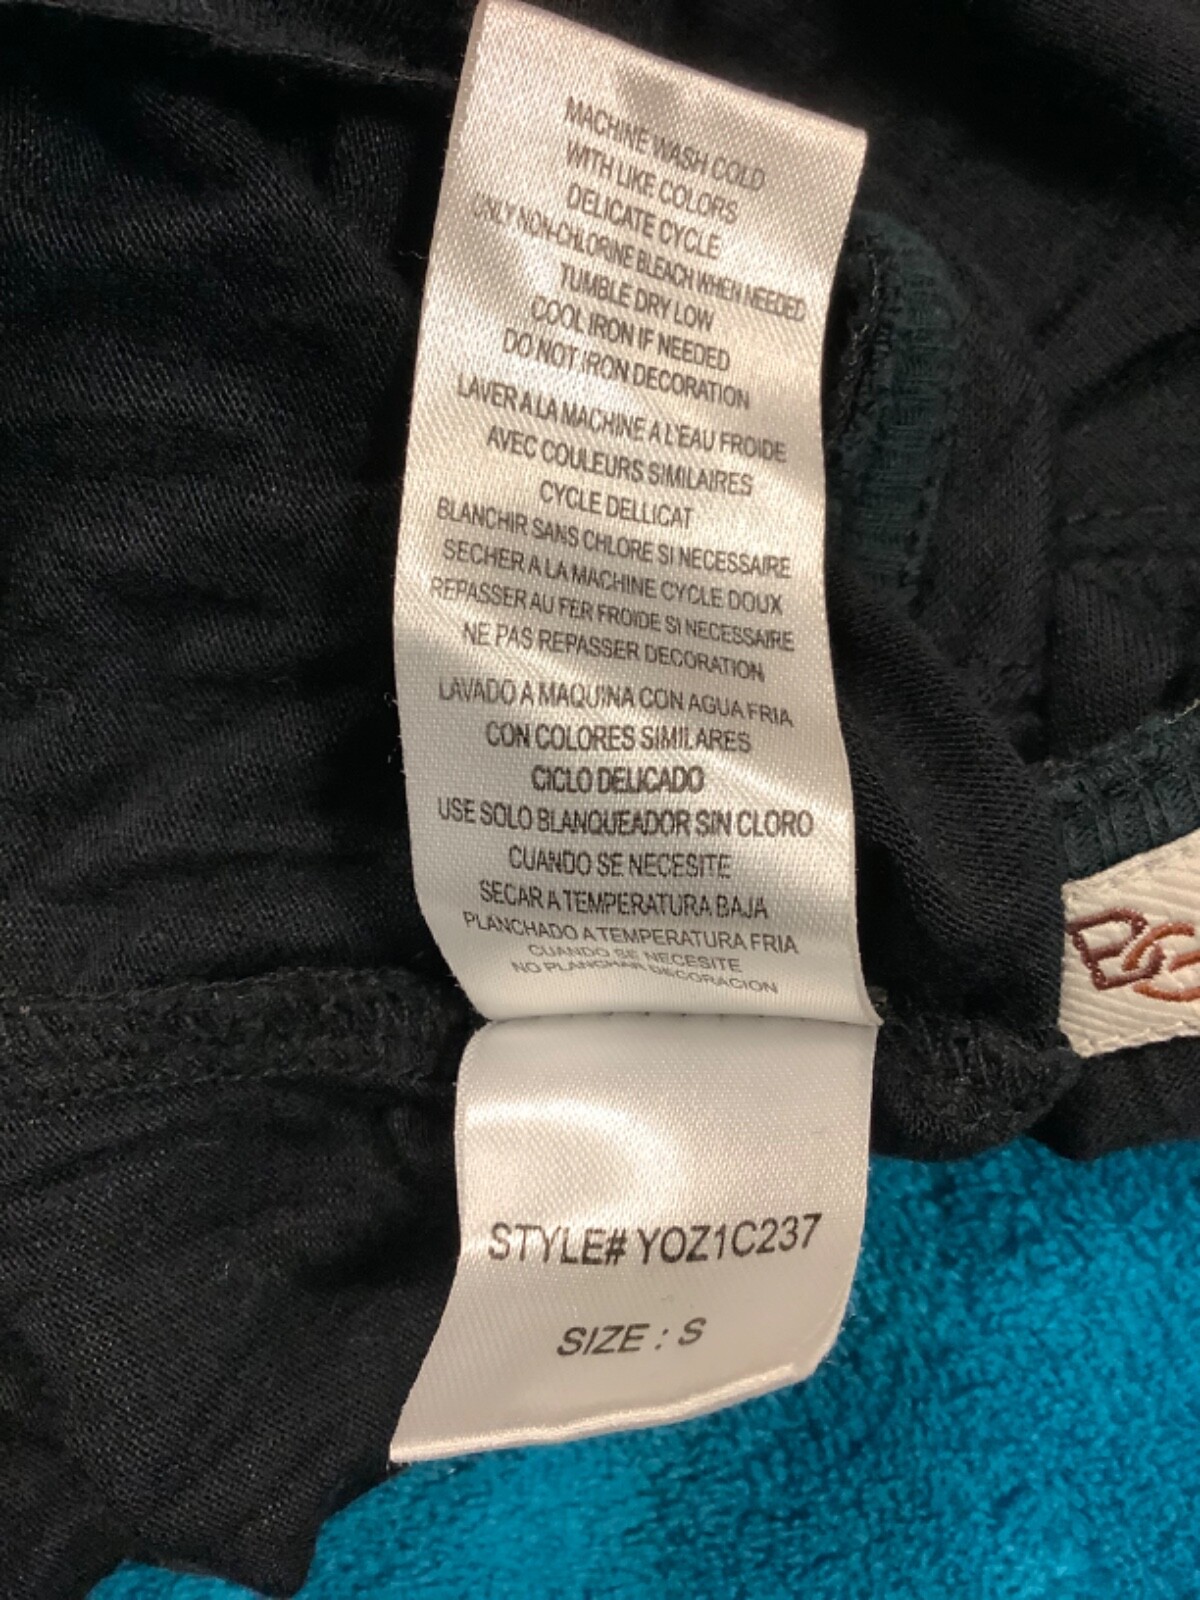 MACHINE WASH COLD
WITH LIKE COLORS
DELICATE CYCLE
ONLY NON-CHLORINE BLEACH WHEN NEEDED
TUMBLE DRY LOW
COOL IRON IF NEEDED
DO NOT IRON DECORATION
LAVER A LA MACHINE A L'EAU FROIDE
AVEC COULEURS SIMILAIRES
CYCLE DELLICAT
BLANCHIR SANS CHLORE SI NECESSAIRE
SECHER A LA MACHINE CYCLE DOUX
REPASSER AU FER FROIDE SI NECESSAIRE
NE PAS REPASSER DECORATION
LAVADO A MAQUINA CON AGUA FRIA
CON COLORES SIMILARES
CICLO DELICADO
USE SOLO BLANQUEADOR SIN CLORO
CUANDO SE NECESITE
SECAR A TEMPERATURA BAJA
PLANCHADO A TEMPERATURA FRIA
CUANDO SE NECESITE
NO PLANCHAR DECORACION
STYLE# YOZ1C237
SIZE : S